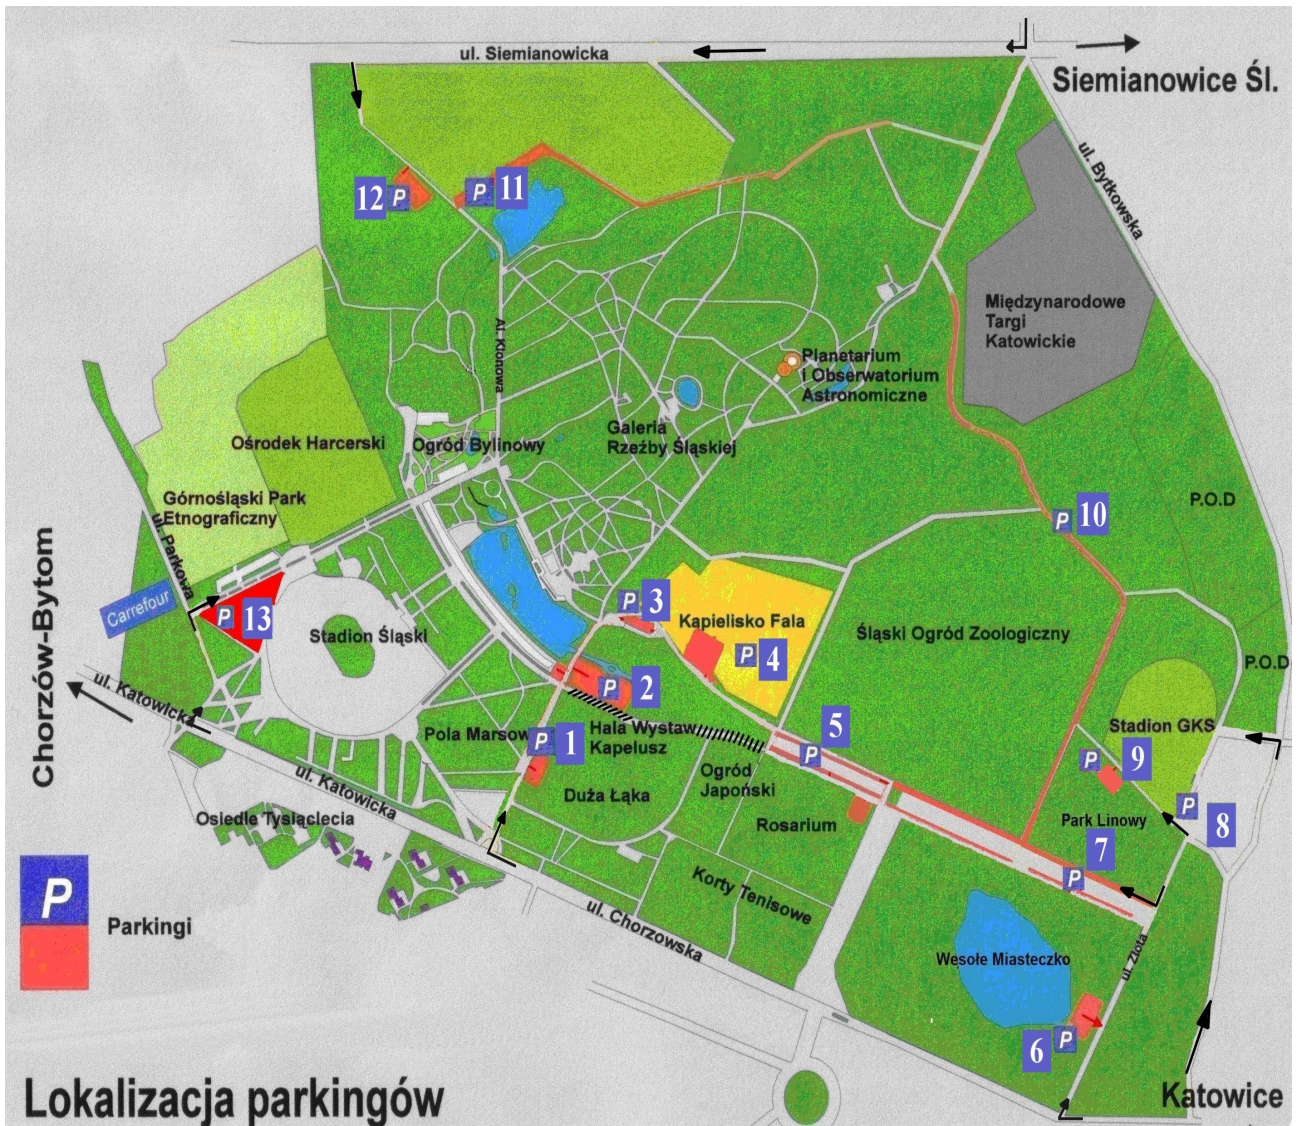 ul. Siemianowicka
Siemianowice Śl.
ul. Bytkowska
12
P
P
11
Międzynarodowe
Targi
Katowickie
Al. Klonowa
Planetarium
i Obserwatorium
Astronomiczne
Galeria
Rzeźby Śląskiej
Ośrodek Harcerski
Ogród Bylinowy
Górnośląski Park
Etnograficzny
ul. Parkowa
P.O.D
P
10
Chorzów-Bytom
Carrefour
P
13
Stadion Śląski
P
3
Kąpielisko Fala
P
4
Śląski Ogród Zoologiczny
P.O.D
ul. Katowicka
P
2
Pola Marsow
P
1
Hala Wystaw
Kapelusz
P
5
Stadion GKS
P
9
ul. Katowicka
Ogród
Japoński
Duża Łąka
P
8
Osiedle Tysiąclecia
Rosarium
Park Linowy
7
P
P
Parkingi
Korty Tenisowe
ul. Chorzowska
Wesołe Miasteczko
ul. Złota
6
P
Lokalizacja parkingów
Katowice